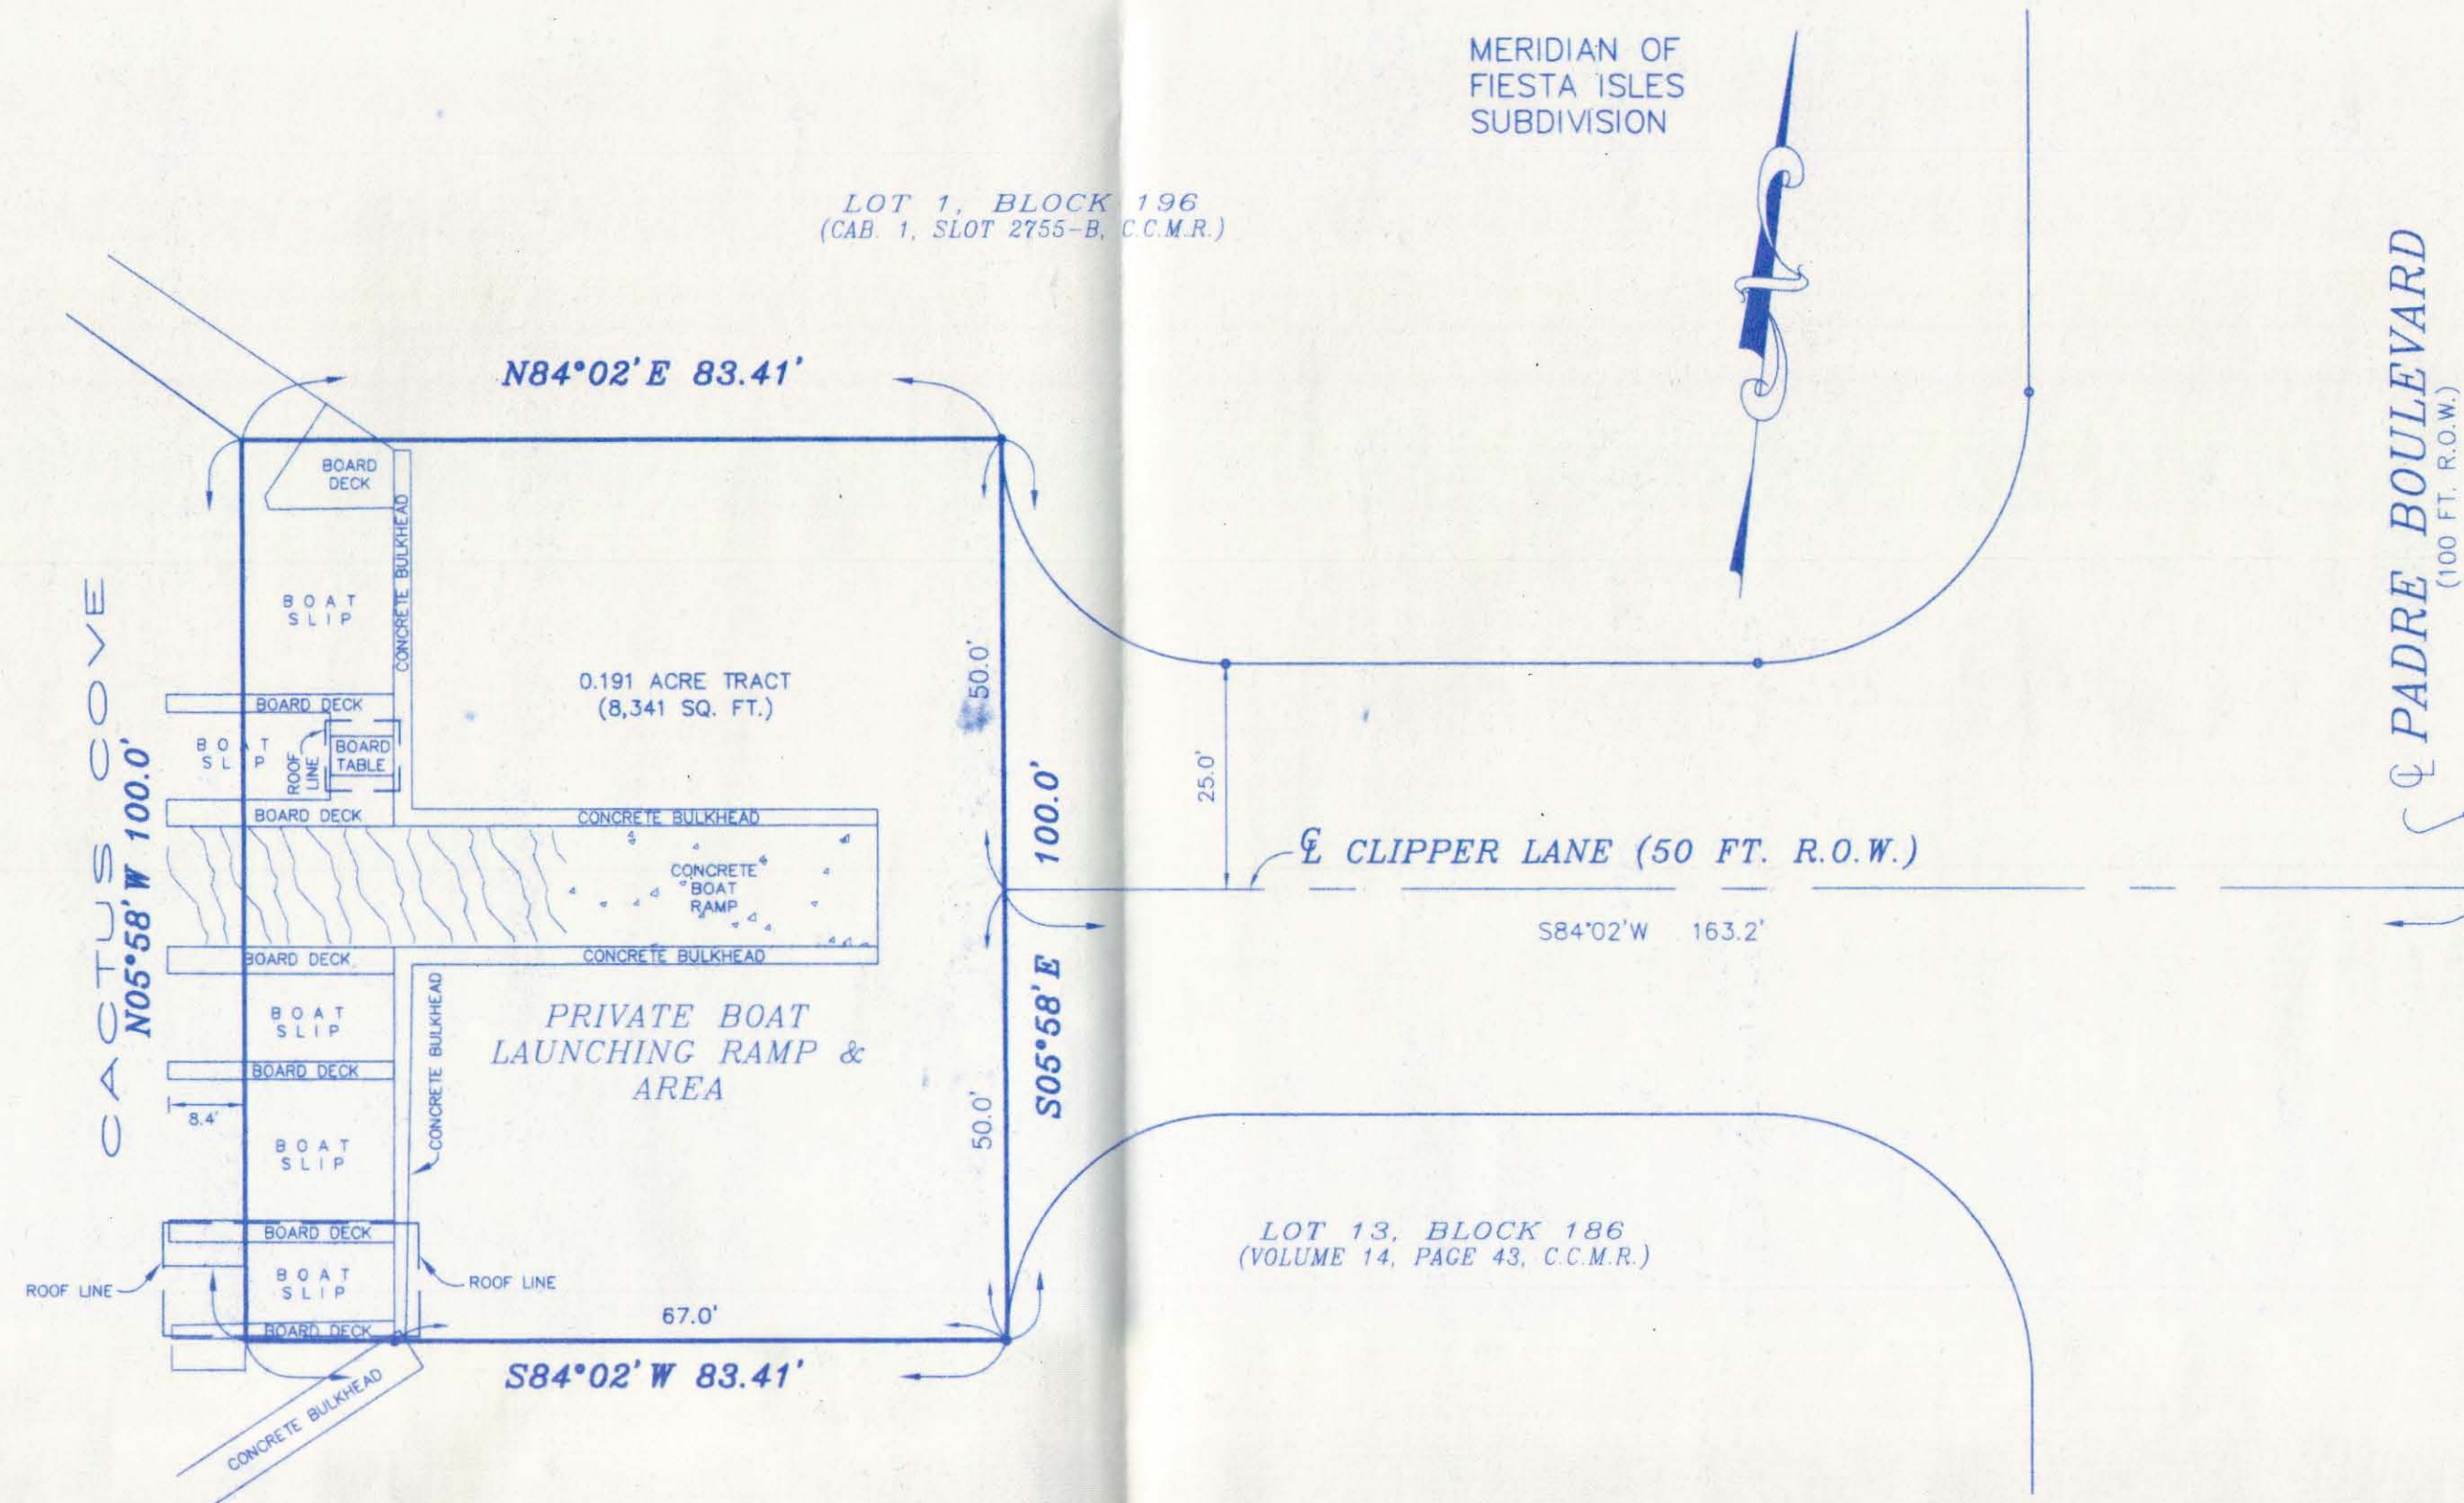 MERIDIAN OF
FIESTA ISLES
SUBDIVISION
LOT 1, BLOCK 196
(CAB. 1, SLOT 2755-B, C.C.M.R.)
℄ PADRE BOULEVARD
(100 FT. R.O.W.)
N84°02'E 83.41'
BOARD
DECK
CONCRETE BULKHEAD
BOAT
SLIP
CACTUS COVE
N05°58'W 100.0'
0.191 ACRE TRACT
(8,341 SQ. FT.)
50.0'
BOARD DECK
BOAT
SLIP
ROOF
LINE
BOARD
TABLE
25.0'
100.0'
BOARD DECK
CONCRETE BULKHEAD
℄ CLIPPER LANE (50 FT. R.O.W.)
CONCRETE
BOAT
RAMP
S84°02'W 163.2'
BOARD DECK
CONCRETE BULKHEAD
S05°58'E
BOAT
SLIP
CONCRETE BULKHEAD
PRIVATE BOAT
LAUNCHING RAMP &
AREA
BOARD DECK
8.4'
50.0'
BOAT
SLIP
BOARD DECK
LOT 13, BLOCK 186
(VOLUME 14, PAGE 43, C.C.M.R.)
ROOF LINE
BOAT
SLIP
ROOF LINE
67.0'
BOARD DECK
S84°02'W 83.41'
CONCRETE BULKHEAD